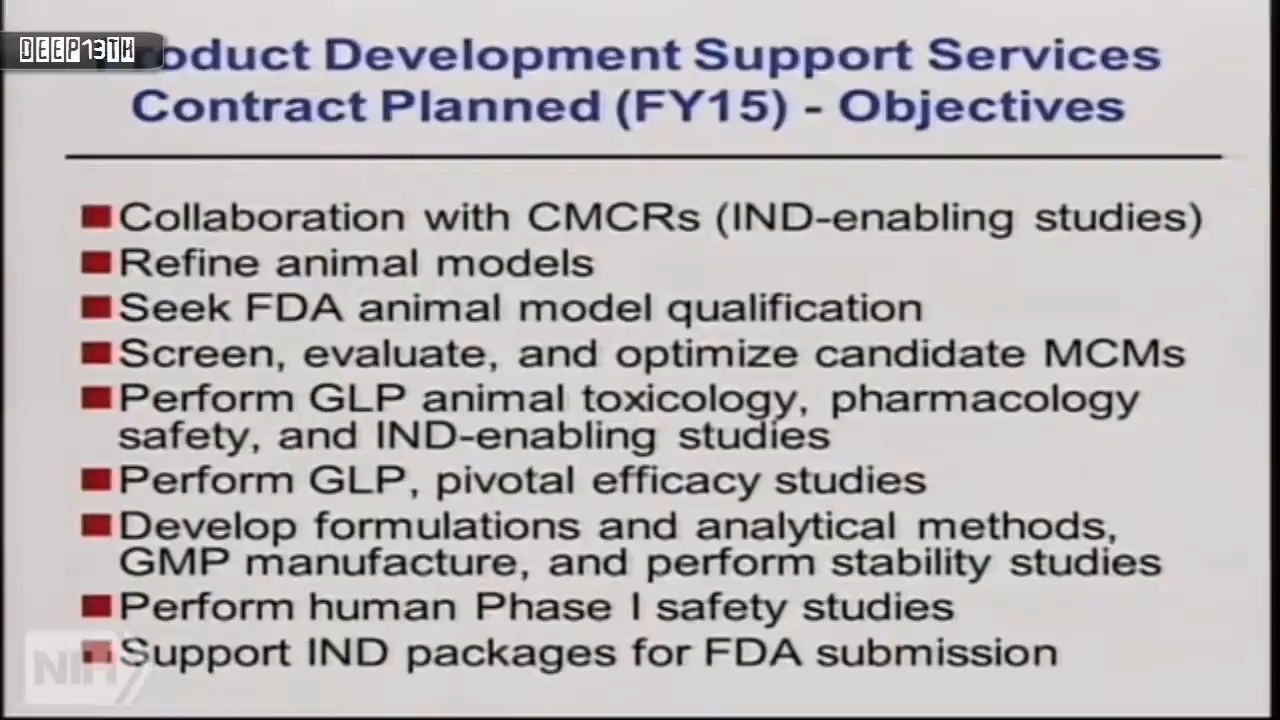 DEEP13TH
Product Development Support Services
Contract Planned (FY15) - Objectives
Collaboration with CMCRs (IND-enabling studies)
Refine animal models
Seek FDA animal model qualification
Screen, evaluate, and optimize candidate MCMs
Perform GLP animal toxicology, pharmacology
safety, and IND-enabling studies
Perform GLP, pivotal efficacy studies
Develop formulations and analytical methods,
GMP manufacture, and perform stability studies
Perform human Phase I safety studies
Support IND packages for FDA submission
NIH